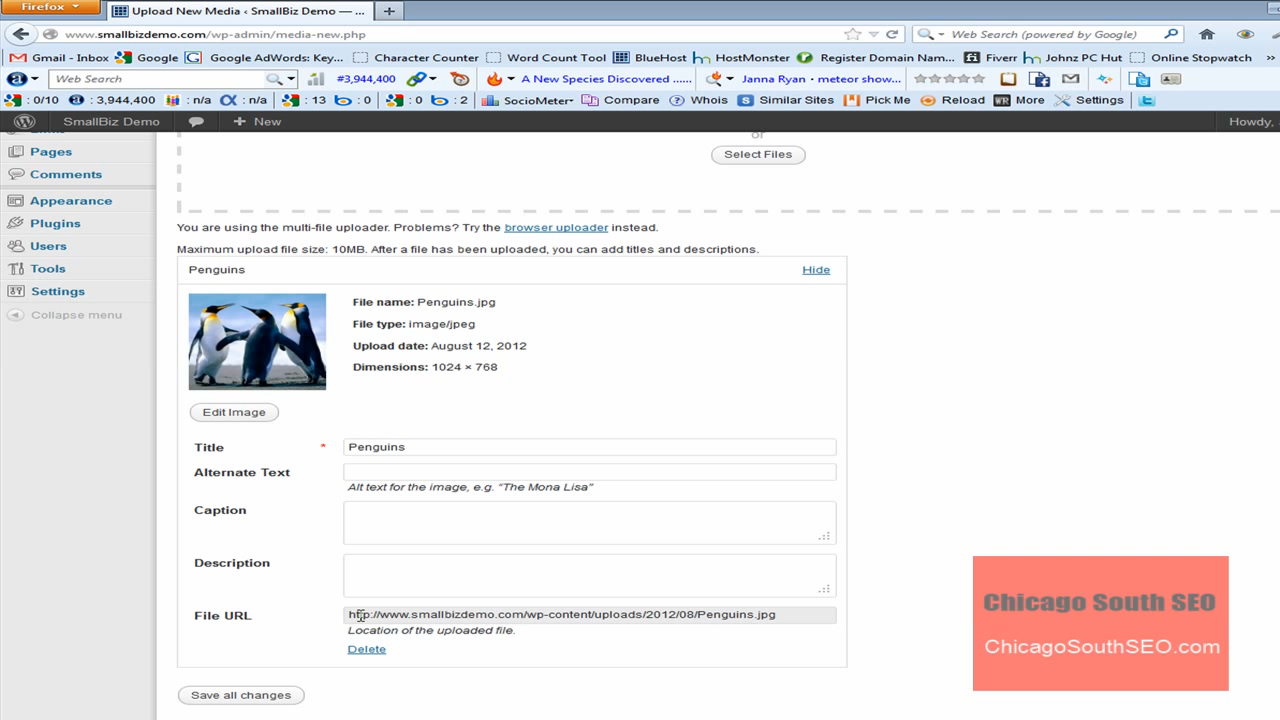 Firefox
Upload New Media ‹ SmallBiz Demo — ...
www.smallbizdemo.com/wp-admin/media-new.php
Web Search (powered by Google)
Gmail - Inbox Google Google AdWords: Key... Character Counter Word Count Tool BlueHost HostMonster Register Domain Nam... Fiverr Johnz PC Hut Online Stopwatch »
Web Search #3,944,400 A New Species Discovered ...... Janna Ryan • meteor show...
: 0/10 : 3,944,400 : n/a : n/a : 13 : 0 : 0 : 2 SocioMeter Compare Whois Similar Sites Pick Me Reload More Settings
SmallBiz Demo New Howdy,
or
Select Files
Pages
Comments
Appearance
Plugins
Users
Tools
Settings
Collapse menu
You are using the multi-file uploader. Problems? Try the browser uploader instead.
Maximum upload file size: 10MB. After a file has been uploaded, you can add titles and descriptions.
Penguins Hide
File name: Penguins.jpg
File type: image/jpeg
Upload date: August 12, 2012
Dimensions: 1024 × 768
Edit Image
Title * Penguins
Alternate Text
Alt text for the image, e.g. “The Mona Lisa”
Caption
Description
File URL http://www.smallbizdemo.com/wp-content/uploads/2012/08/Penguins.jpg
Location of the uploaded file.
Delete
Save all changes
Chicago South SEO
ChicagoSouthSEO.com